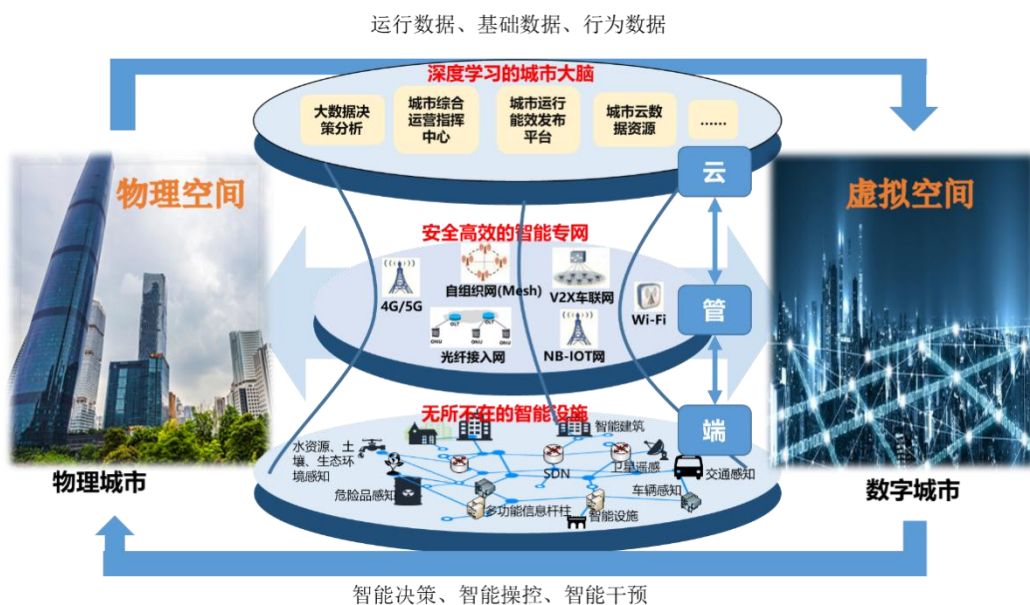 运行数据、基础数据、行为数据
深度学习的城市大脑
大数据决
策分析
城市综合
运营指挥
中心
城市运行
能效发布
平台
城市云数
据资源
……
云
物理空间
虚拟空间
安全高效的智能专网
4G/5G
自组织网(Mesh)
V2X车联网
Wi-Fi
管
OLT
OLT
ONU
ONU
ONU
光纤接入网
NB-IOT网
无所不在的智能设施
端
水资源、土
壤、生态环
境感知
智能建筑
SDN
卫星遥感
交通感知
危险品感知
车辆感知
多功能信息杆柱
智能设施
物理城市
数字城市
智能决策、智能操控、智能干预